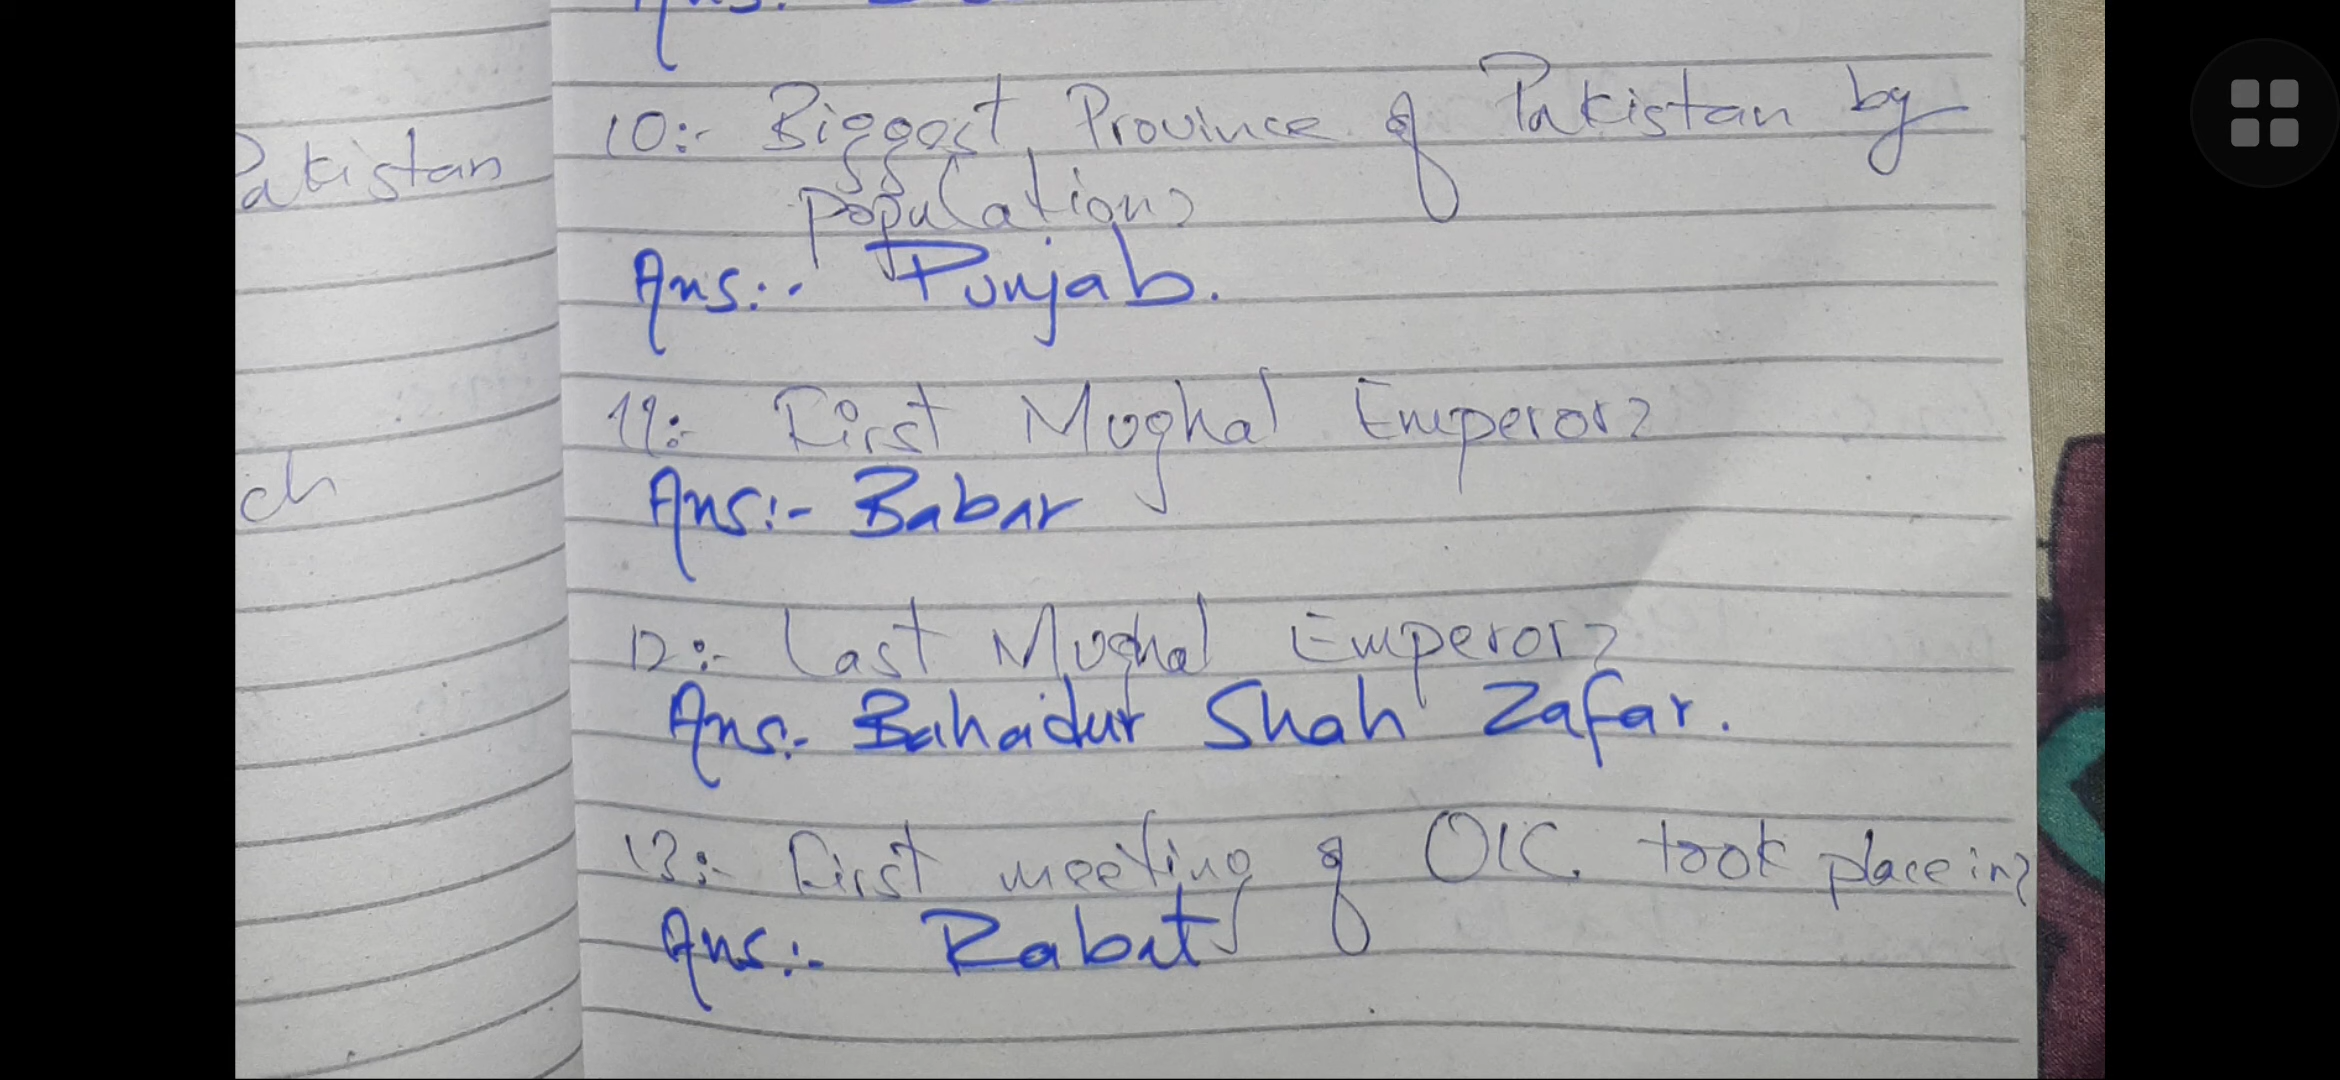 Pakistan
ch
10:- Biggest Province of Pakistan by
population?
Ans:- Punjab.
11:- First Mughal Emperor?
Ans:- Babar
12:- Last Mughal Emperor?
Ans:- Bahadur Shah Zafar.
13:- First meeting of OIC took place in?
Ans:- Rabat